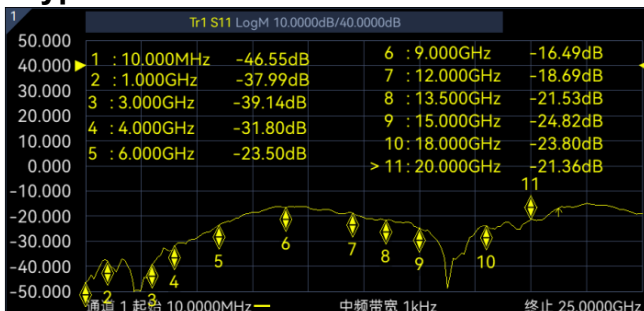 1
Tr1 S11 LogM 10.0000dB/40.0000dB
50.000
40.000
30.000
20.000
10.000
0.000
-10.000
-20.000
-30.000
-40.000
-50.000
1 :10.000MHz -46.55dB
2 :1.000GHz -37.99dB
3 :3.000GHz -39.14dB
4 :4.000GHz -31.80dB
5 :6.000GHz -23.50dB
6 :9.000GHz -16.49dB
7 :12.000GHz -18.69dB
8 :13.500GHz -21.53dB
9 :15.000GHz -24.82dB
10:18.000GHz -23.80dB
> 11:20.000GHz -21.36dB
11
2
3
4
5
6
7
8
9
10
通道 1 起始 10.0000MHz
中频带宽 1kHz
终止 25.0000GHz